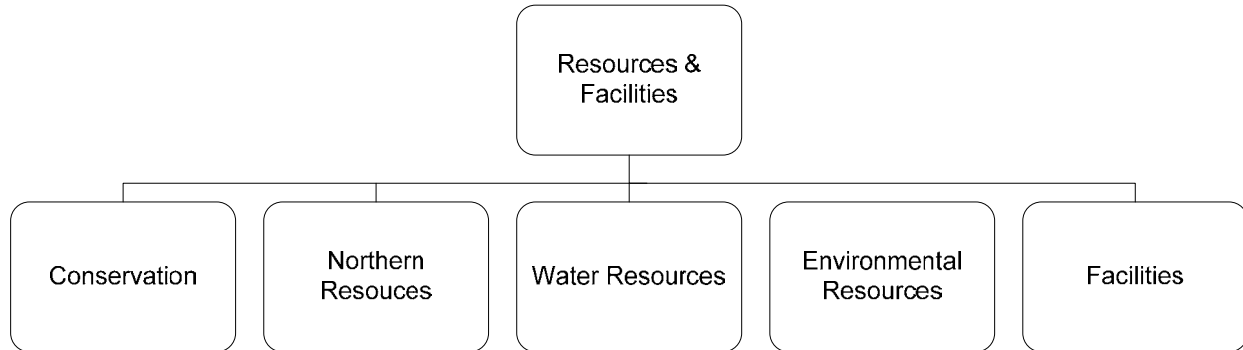 Resources &
Facilities
Conservation
Northern
Resouces
Water Resources
Environmental
Resources
Facilities